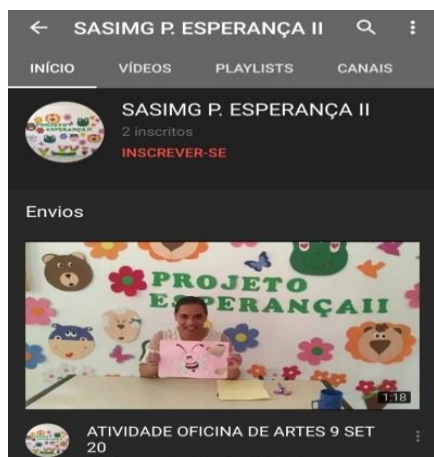 SASIMG P. ESPERANÇA II
INÍCIO VÍDEOS PLAYLISTS CANAIS
SASIMG P. ESPERANÇA II
2 inscritos
INSCREVER-SE
Envios
PROJETO
ESPERANÇAII
1:18
ATIVIDADE OFICINA DE ARTES 9 SET
20